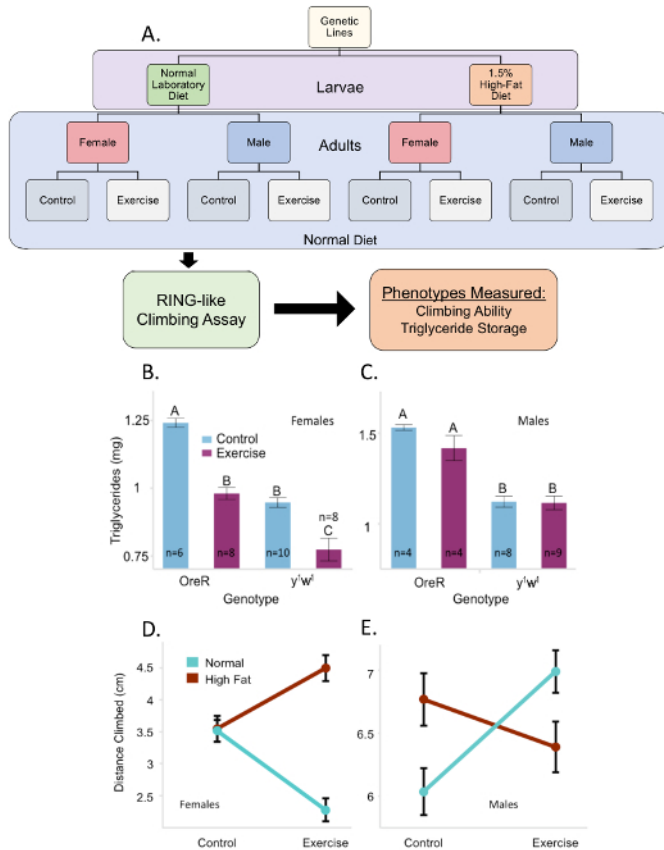 A.
Genetic
Lines
Normal
Laboratory
Diet
Larvae
1.5%
High-Fat
Diet
Female
Male
Adults
Female
Male
Control
Exercise
Control
Exercise
Control
Exercise
Control
Exercise
Normal Diet
RING-like
Climbing Assay
Phenotypes Measured:
Climbing Ability
Triglyceride Storage
B.
Triglycerides (mg)
1.25
1
0.75
Females
Control
Exercise
A
B
B
n=8
C
n=6
n=8
n=10
OreR
y¹w¹
Genotype
C.
1.5
1
Males
A
A
B
B
n=4
n=4
n=8
n=9
OreR
y¹w¹
Genotype
D.
Distance Climbed (cm)
4.5
3.5
2.5
Normal
High Fat
Females
Control
Exercise
E.
7
6.5
6
Males
Control
Exercise